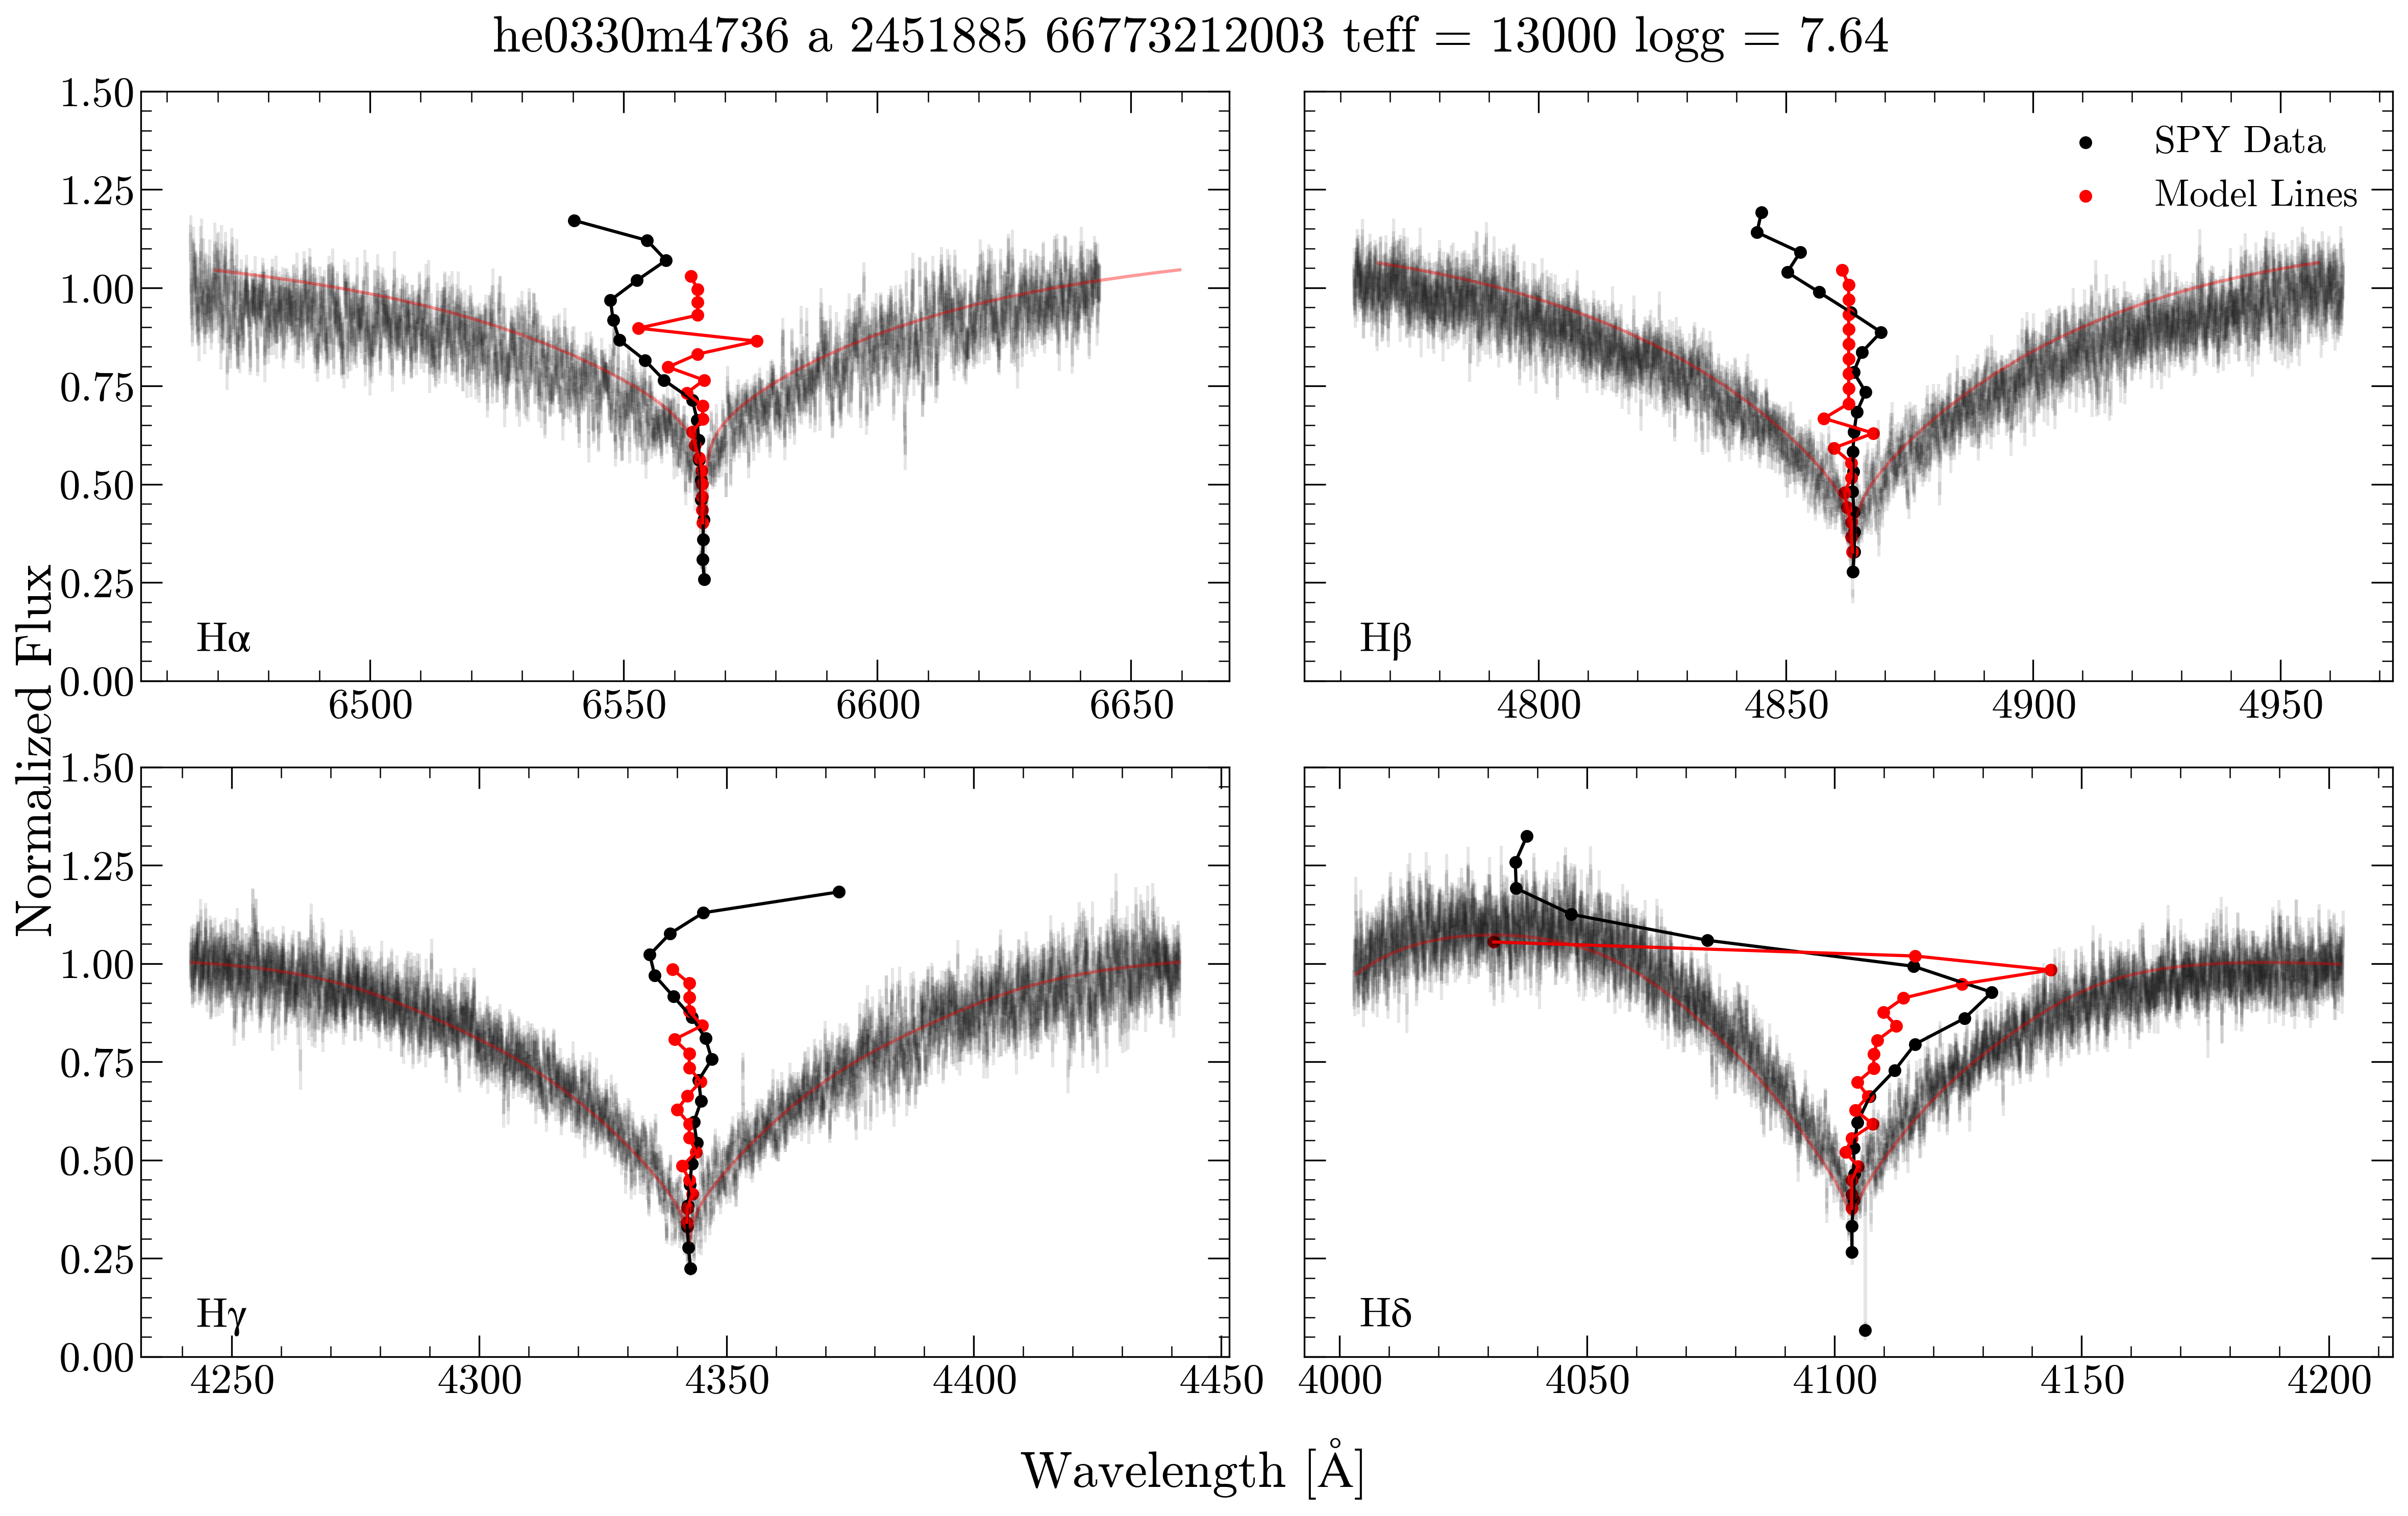 he0330m4736 a 2451885 66773212003 teff = 13000 logg = 7.64
Normalized Flux
1.50
1.25
1.00
0.75
0.50
0.25
0.00
Hα
6500 6550 6600 6650
SPY Data
Model Lines
Hβ
4800 4850 4900 4950
1.50
1.25
1.00
0.75
0.50
0.25
0.00
Hγ
4250 4300 4350 4400 4450
Hδ
4000 4050 4100 4150 4200
Wavelength [Å]